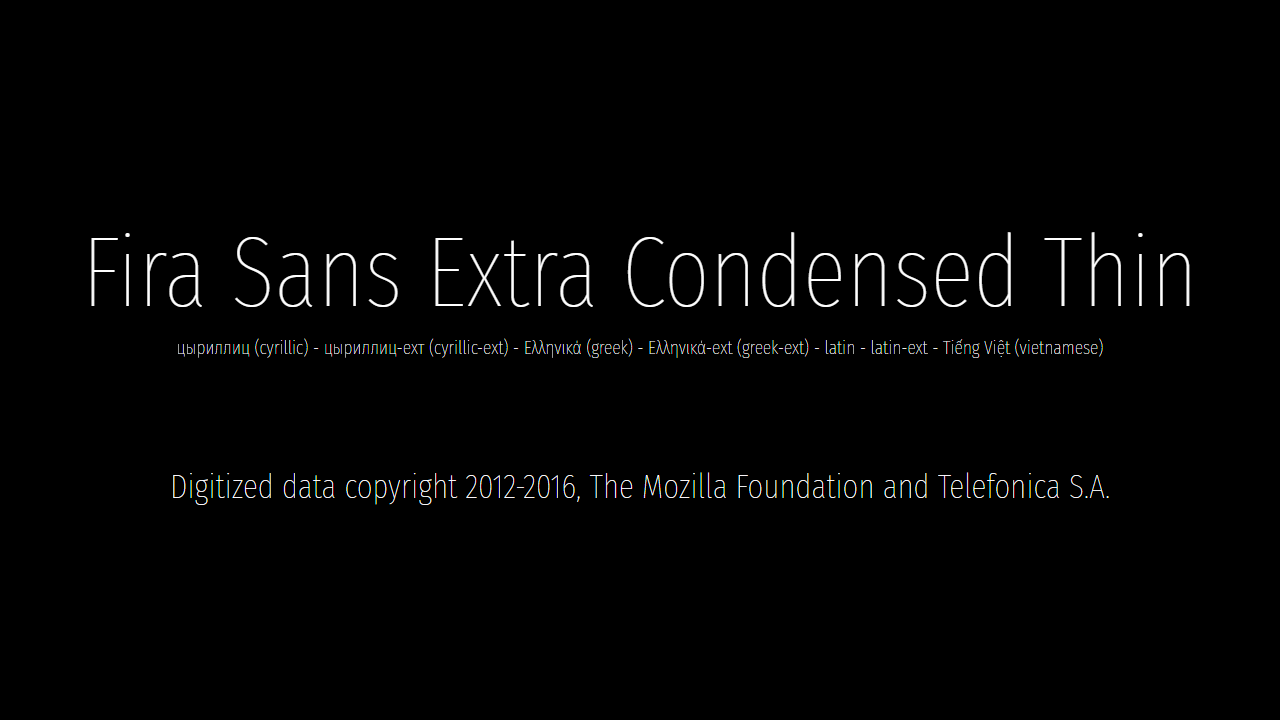 Fira Sans Extra Condensed Thin
цыриллиц (cyrillic) - цыриллиц-ехт (cyrillic-ext) - Ελληνικά (greek) - Ελληνικά-ext (greek-ext) - latin - latin-ext - Tiếng Việt (vietnamese)
Digitized data copyright 2012-2016, The Mozilla Foundation and Telefonica S.A.